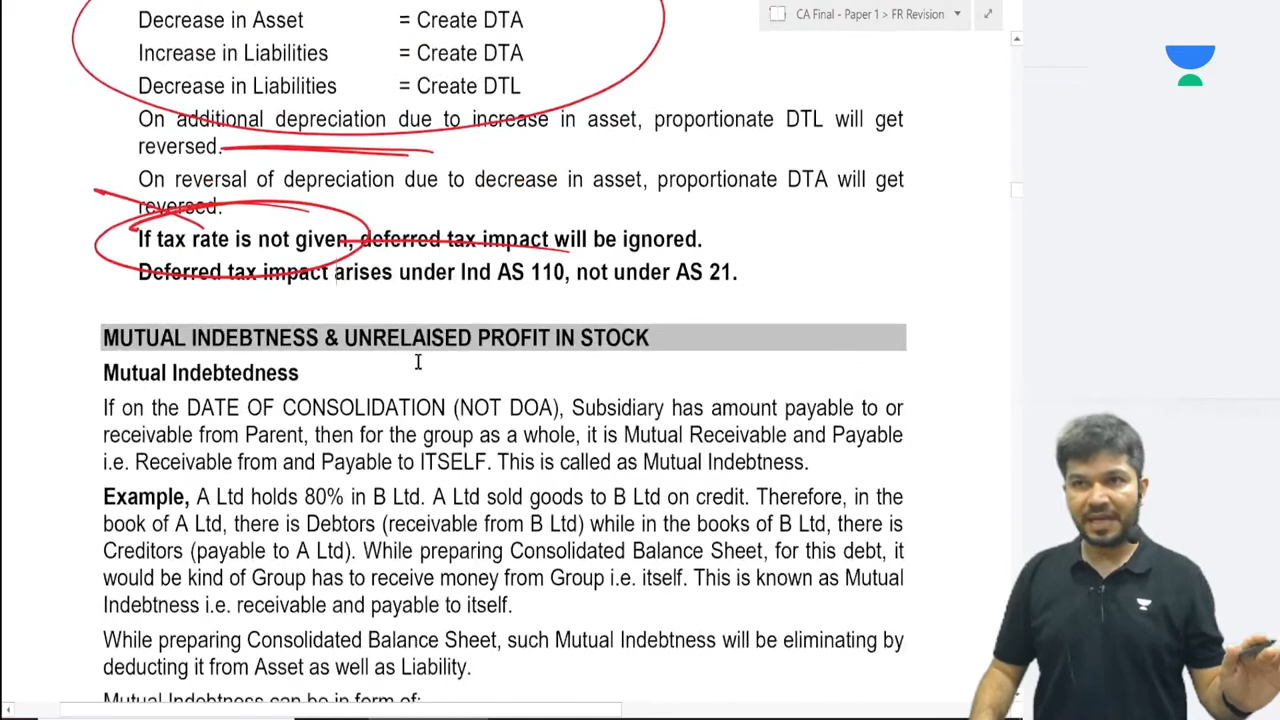 CA Final - Paper 1 > FR Revision
Decrease in Asset = Create DTA
Increase in Liabilities = Create DTA
Decrease in Liabilities = Create DTL
On additional depreciation due to increase in asset, proportionate DTL will get
reversed.
On reversal of depreciation due to decrease in asset, proportionate DTA will get
reversed.
If tax rate is not given, deferred tax impact will be ignored.
Deferred tax impact arises under Ind AS 110, not under AS 21.
MUTUAL INDEBTNESS & UNRELAISED PROFIT IN STOCK
Mutual Indebtedness
If on the DATE OF CONSOLIDATION (NOT DOA), Subsidiary has amount payable to or
receivable from Parent, then for the group as a whole, it is Mutual Receivable and Payable
i.e. Receivable from and Payable to ITSELF. This is called as Mutual Indebtness.
Example, A Ltd holds 80% in B Ltd. A Ltd sold goods to B Ltd on credit. Therefore, in the
book of A Ltd, there is Debtors (receivable from B Ltd) while in the books of B Ltd, there is
Creditors (payable to A Ltd). While preparing Consolidated Balance Sheet, for this debt, it
would be kind of Group has to receive money from Group i.e. itself. This is known as Mutual
Indebtness i.e. receivable and payable to itself.
While preparing Consolidated Balance Sheet, such Mutual Indebtness will be eliminating by
deducting it from Asset as well as Liability.
Mutual Indebtness can be in form of: